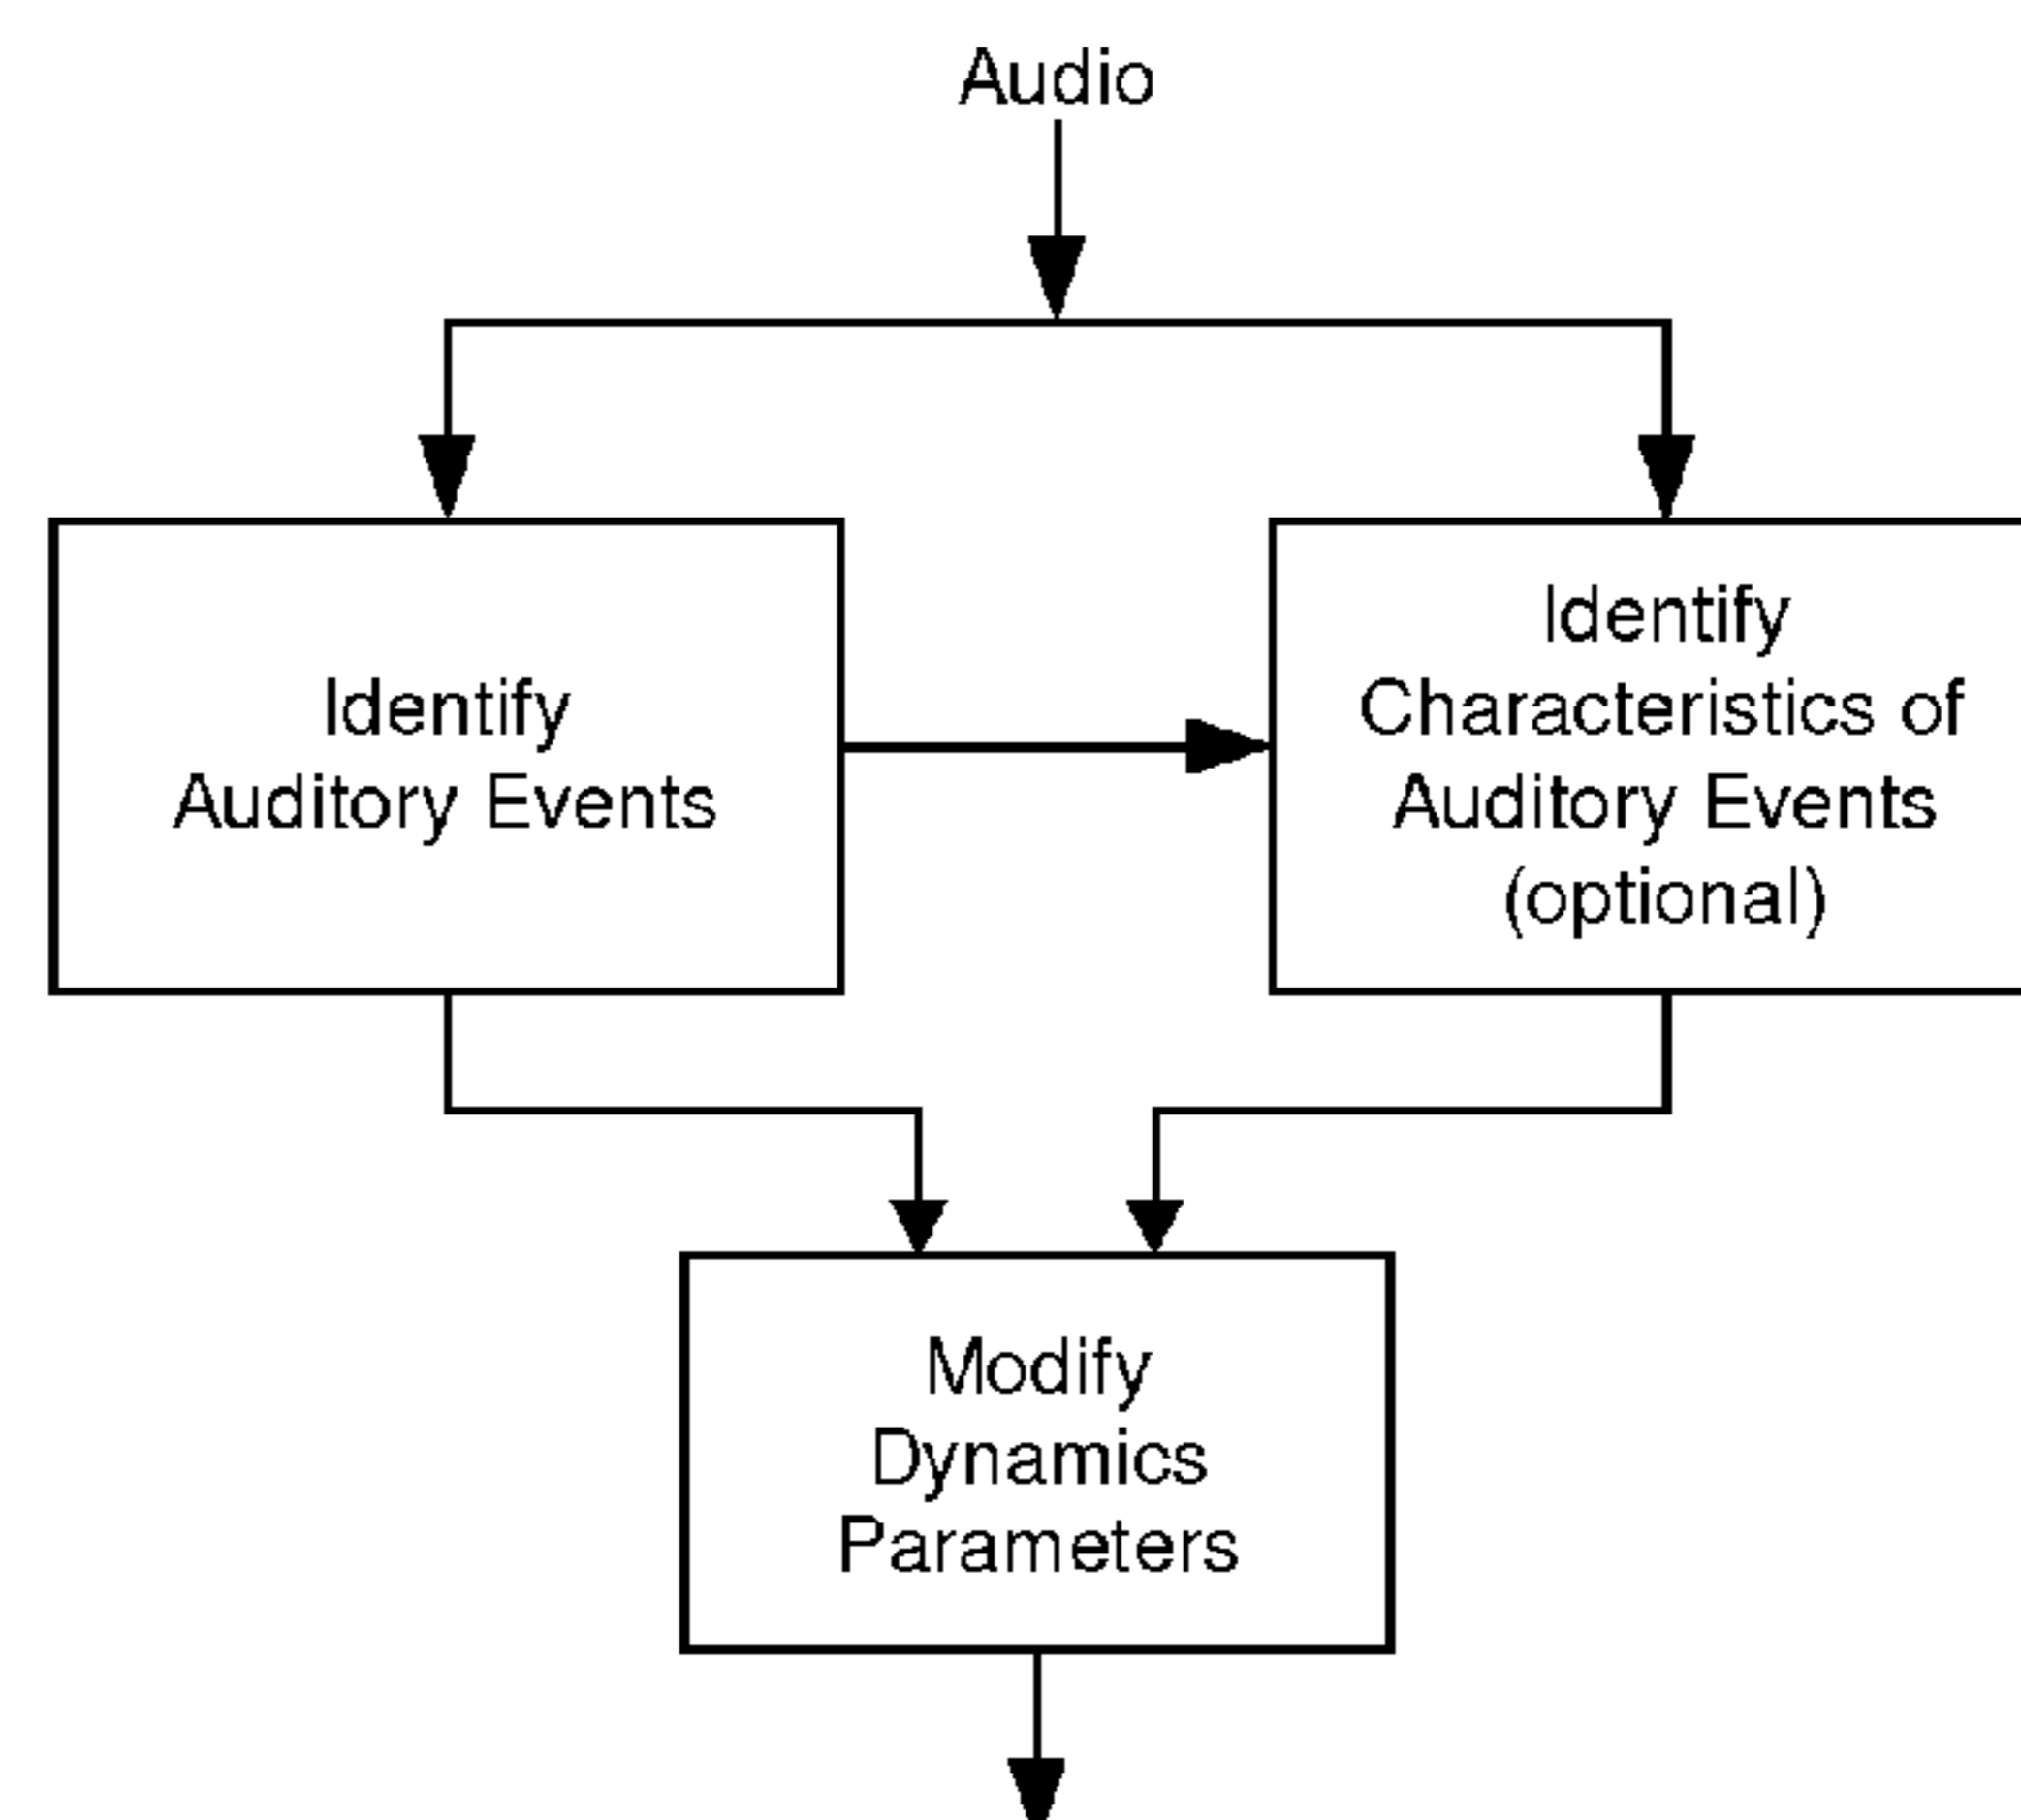 Audio
Identify
Auditory Events
Identify
Characteristics of
Auditory Events
(optional)
Modify
Dynamics
Parameters